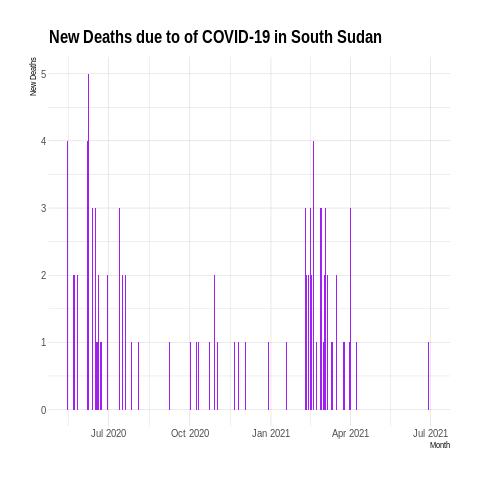 New Deaths due to of COVID-19 in South Sudan
New Deaths
5
4
3
2
1
0
Jul 2020 Oct 2020 Jan 2021 Apr 2021 Jul 2021
Month